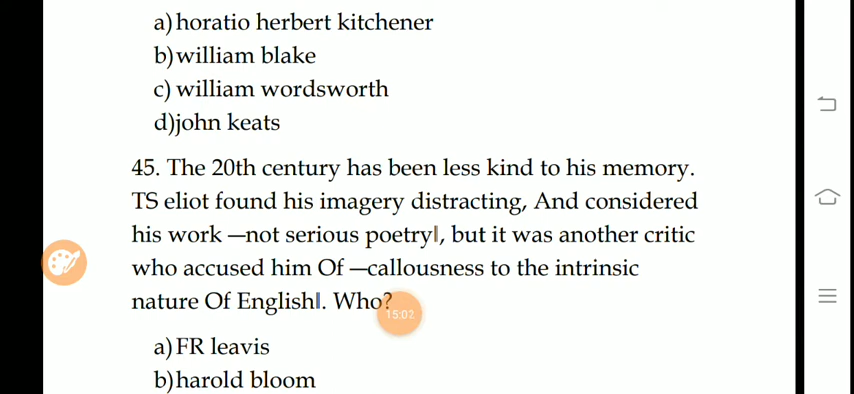 a) horatio herbert kitchener
b) william blake
c) william wordsworth
d) john keats
45. The 20th century has been less kind to his memory.
TS eliot found his imagery distracting, And considered
his work ―not serious poetry‖, but it was another critic
who accused him Of ―callousness to the intrinsic
nature Of English‖. Who?
15:02
a) FR leavis
b) harold bloom